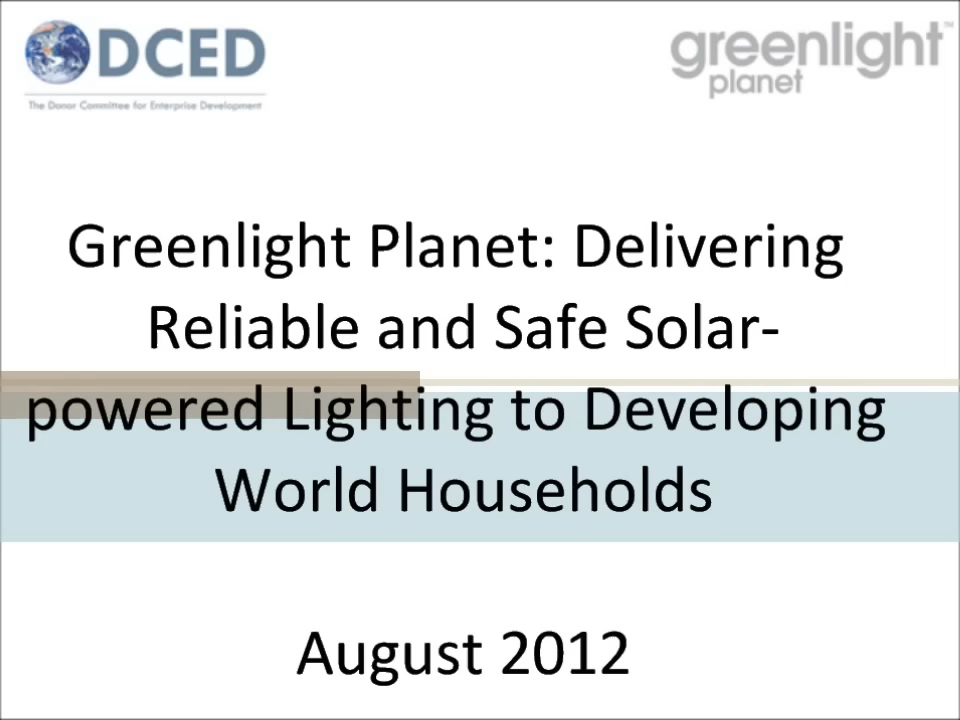 DCED
The Donor Committee for Enterprise Development
greenlight™
planet
Greenlight Planet: Delivering
Reliable and Safe Solar-
powered Lighting to Developing
World Households
August 2012